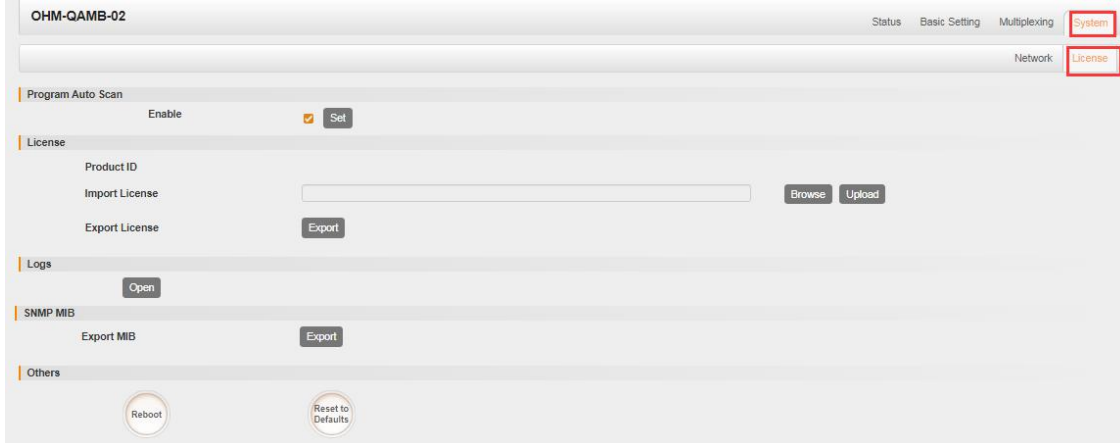 OHM-QAMB-02
Status Basic Setting Multiplexing System
Network License
Program Auto Scan
Enable Set
License
Product ID
Import License Browse Upload
Export License Export
Logs
Open
SNMP MIB
Export MIB Export
Others
Reboot Reset to
Defaults